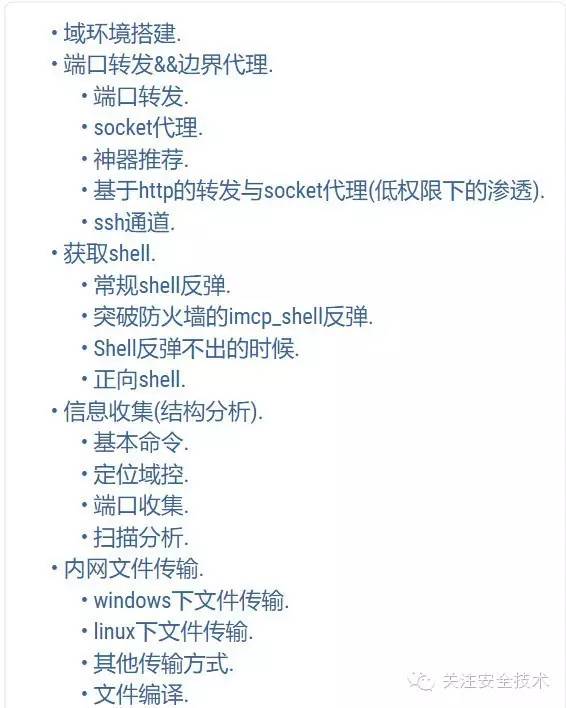 • 域环境搭建.
• 端口转发&&边界代理.
• 端口转发.
• socket代理.
• 神器推荐.
• 基于http的转发与socket代理(低权限下的渗透).
• ssh通道.
• 获取shell.
• 常规shell反弹.
• 突破防火墙的imcp_shell反弹.
• Shell反弹不出的时候.
• 正向shell.
• 信息收集(结构分析).
• 基本命令.
• 定位域控.
• 端口收集.
• 扫描分析.
• 内网文件传输.
• windows下文件传输.
• linux下文件传输.
• 其他传输方式.
• 文件编译.
关注安全技术